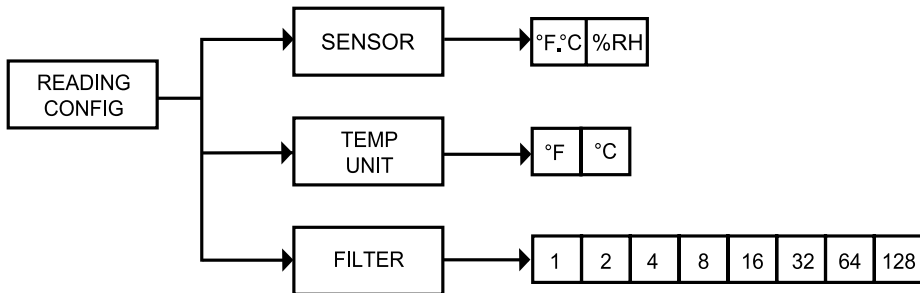 SENSOR
°F.°C %RH
READING
CONFIG
TEMP
UNIT
°F °C
FILTER
1 2 4 8 16 32 64 128